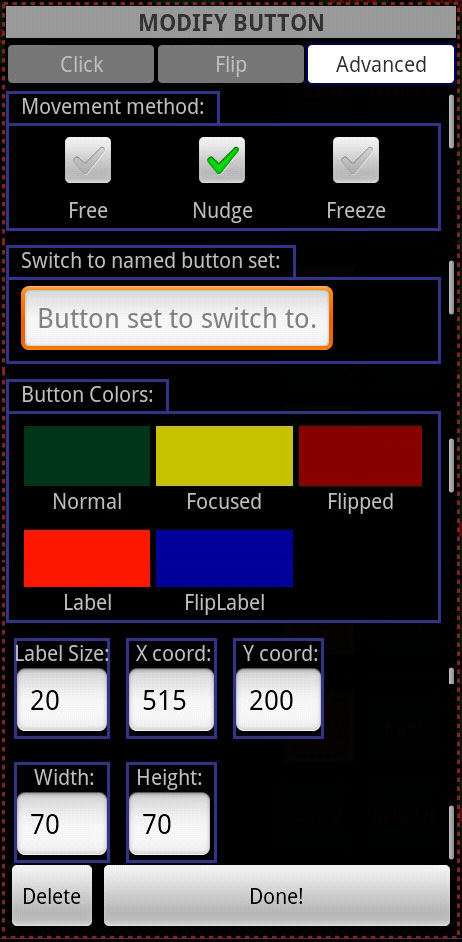 MODIFY BUTTON
Click Flip Advanced
Movement method:
Free Nudge Freeze
Switch to named button set:
Button set to switch to.
Button Colors:
Normal Focused Flipped
Label FlipLabel
Label Size: X coord: Y coord:
20 515 200
Width: Height:
70 70
Delete Done!